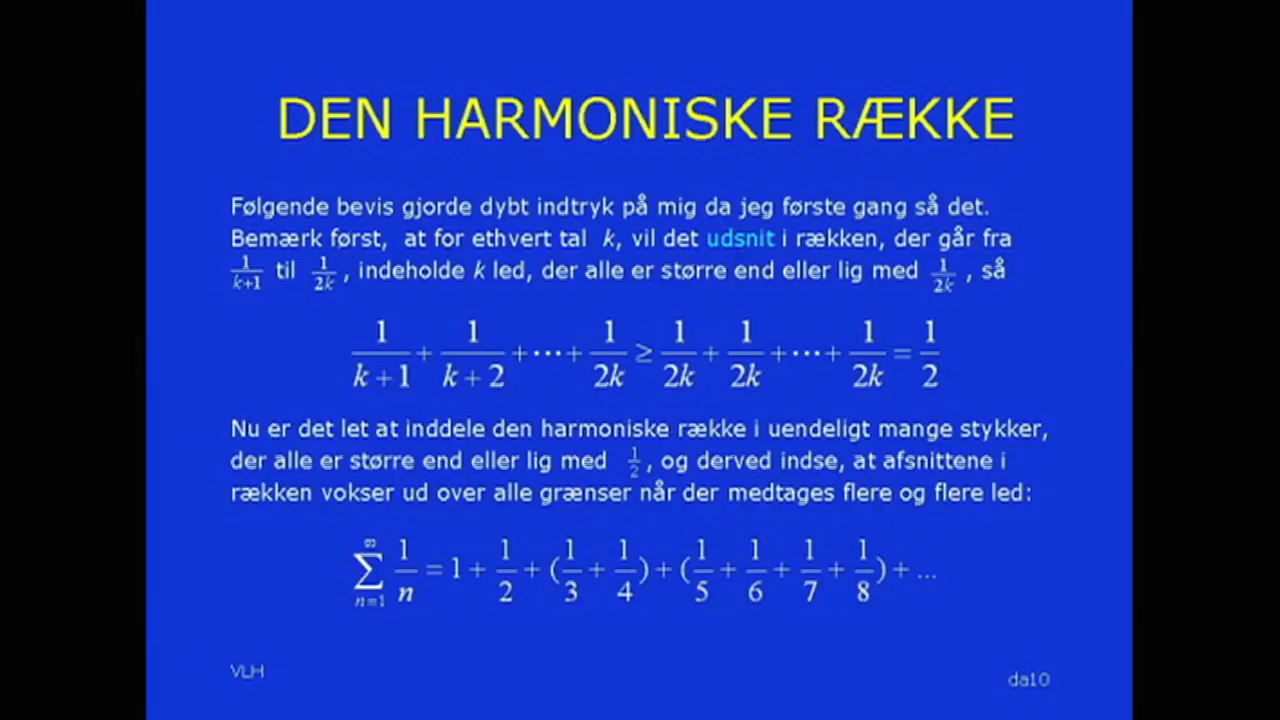 DEN HARMONISKE RÆKKE
Følgende bevis gjorde dybt indtryk på mig da jeg første gang så det.
Bemærk først, at for ethvert tal k, vil det udsnit i rækken, der går fra
1/(k+1) til 1/(2k), indeholde k led, der alle er større end eller lig med 1/(2k), så
1/(k+1) + 1/(k+2) + ··· + 1/(2k) ≥ 1/(2k) + 1/(2k) + ··· + 1/(2k) = 1/2
Nu er det let at inddele den harmoniske række i uendeligt mange stykker,
der alle er større end eller lig med 1/2, og derved indse, at afsnittene i
rækken vokser ud over alle grænser når der medtages flere og flere led:
∑_{n=1}^{∞} 1/n = 1 + 1/2 + (1/3 + 1/4) + (1/5 + 1/6 + 1/7 + 1/8) + ...
VLH
da10